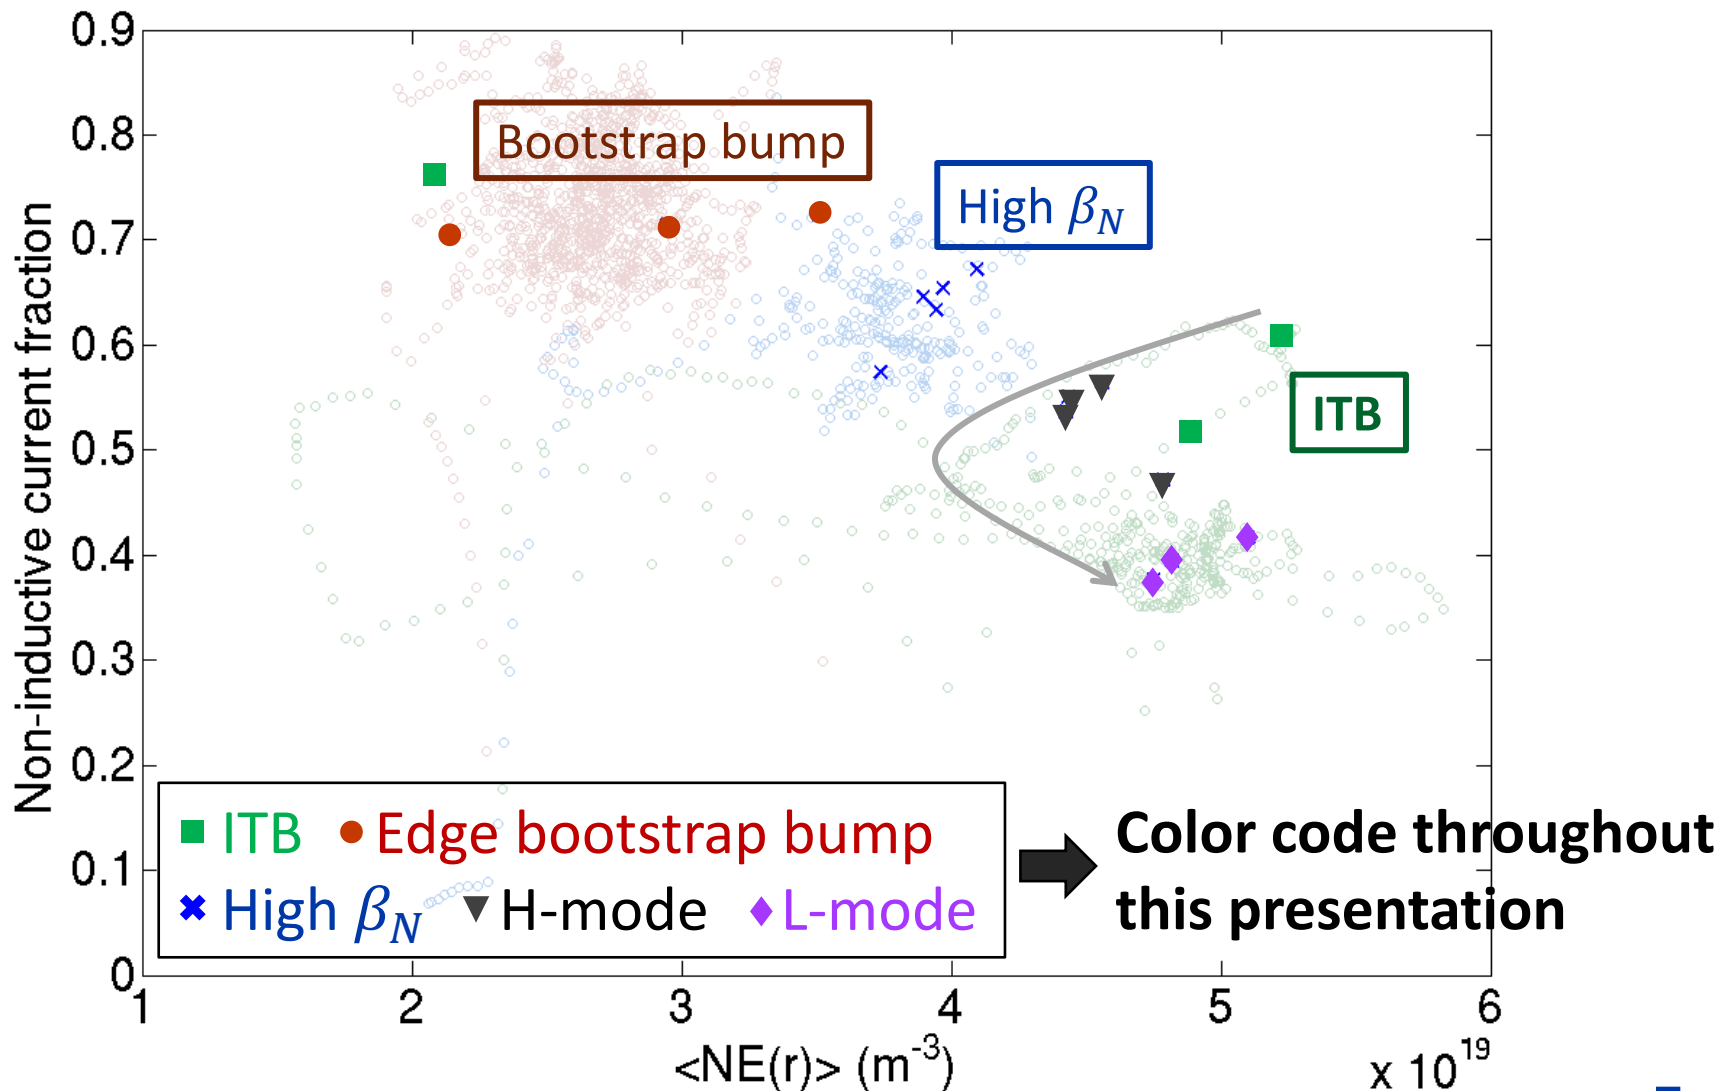 0.9
0.8
0.7
0.6
0.5
0.4
0.3
0.2
0.1
0
Non-inductive current fraction
Bootstrap bump
High β_N
ITB
ITB Edge bootstrap bump
High β_N H-mode L-mode
Color code throughout
this presentation
1 2 3 4 5 6
<NE(r)> (m⁻³)
x 10¹⁹